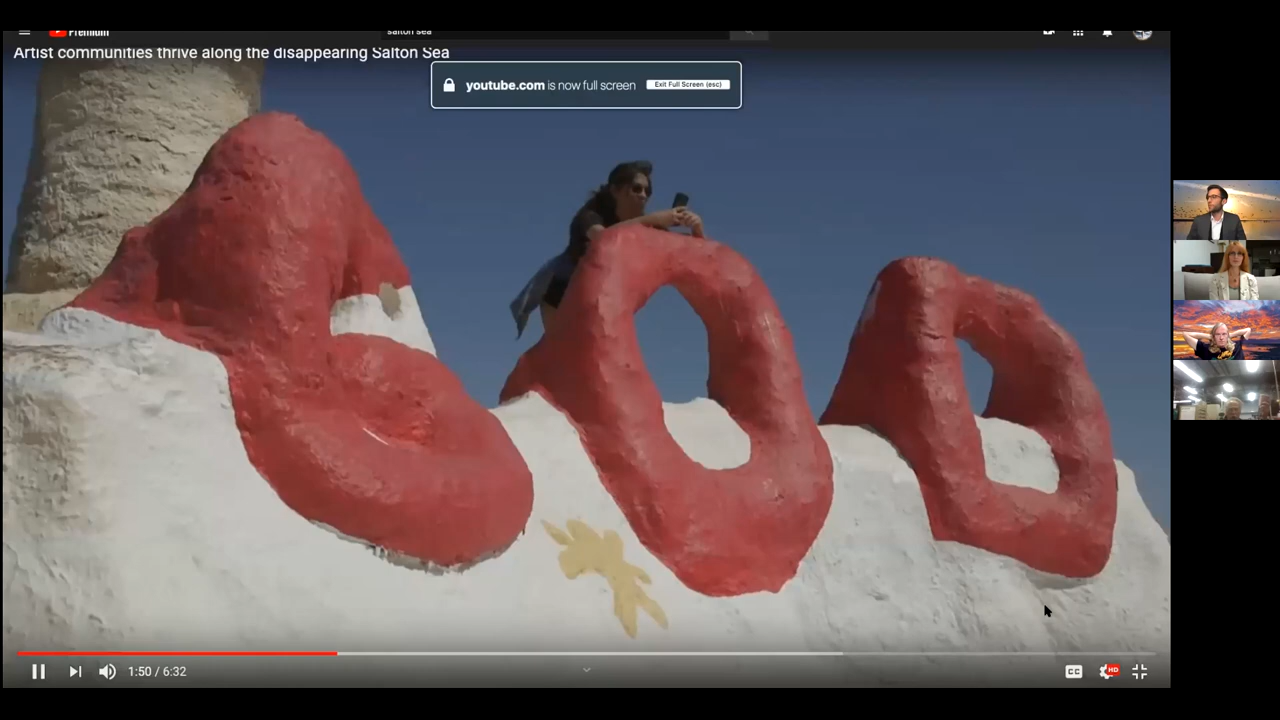 Premium
salton sea
Artist communities thrive along the disappearing Salton Sea
youtube.com is now full screen
Exit Full Screen (esc)
GOD
1:50 / 6:32
CC
HD